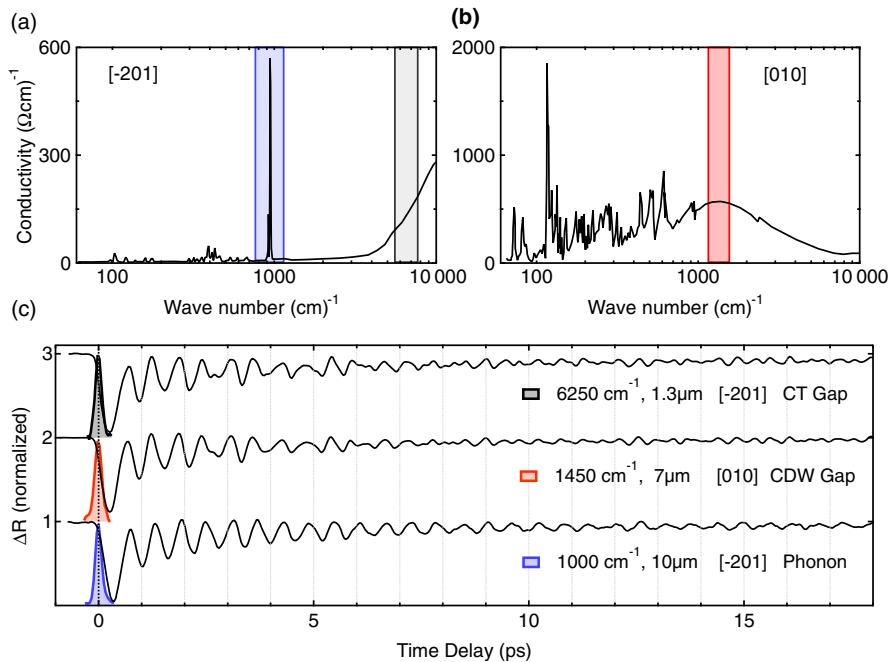 (a)
(b)
600
300
0
Conductivity (Ωcm)⁻¹
[-201]
100
1000
10 000
Wave number (cm)⁻¹
2000
1000
0
[010]
100
1000
10 000
Wave number (cm)⁻¹
(c)
3
2
1
ΔR (normalized)
6250 cm⁻¹, 1.3µm [-201] CT Gap
1450 cm⁻¹, 7µm [010] CDW Gap
1000 cm⁻¹, 10µm [-201] Phonon
0
5
10
15
Time Delay (ps)